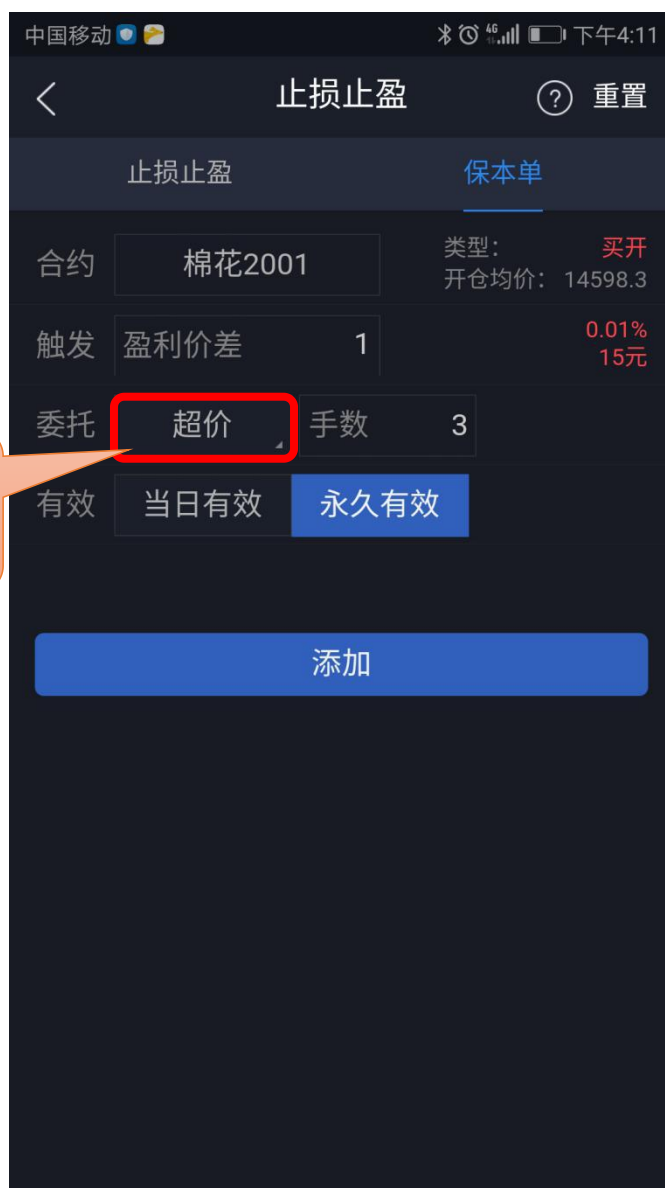 中国移动 4G 下午4:11
止损止盈 ? 重置
止损止盈 保本单
合约 棉花2001 类型： 买开
开仓均价： 14598.3
触发 盈利价差 1 0.01%
15元
委托 超价 手数 3
有效 当日有效 永久有效
添加